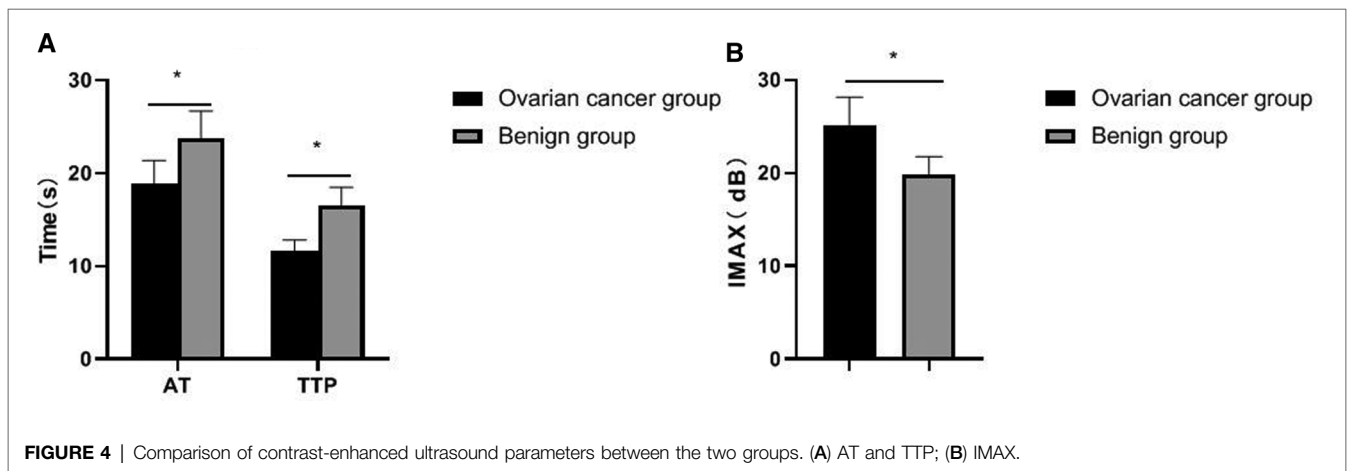 A
*
*
30
20
10
0
Time(s)
AT
TTP
Ovarian cancer group
Benign group
B
*
30
20
10
0
IMAX( dB)
Ovarian cancer group
Benign group
FIGURE 4 | Comparison of contrast-enhanced ultrasound parameters between the two groups. (A) AT and TTP; (B) IMAX.